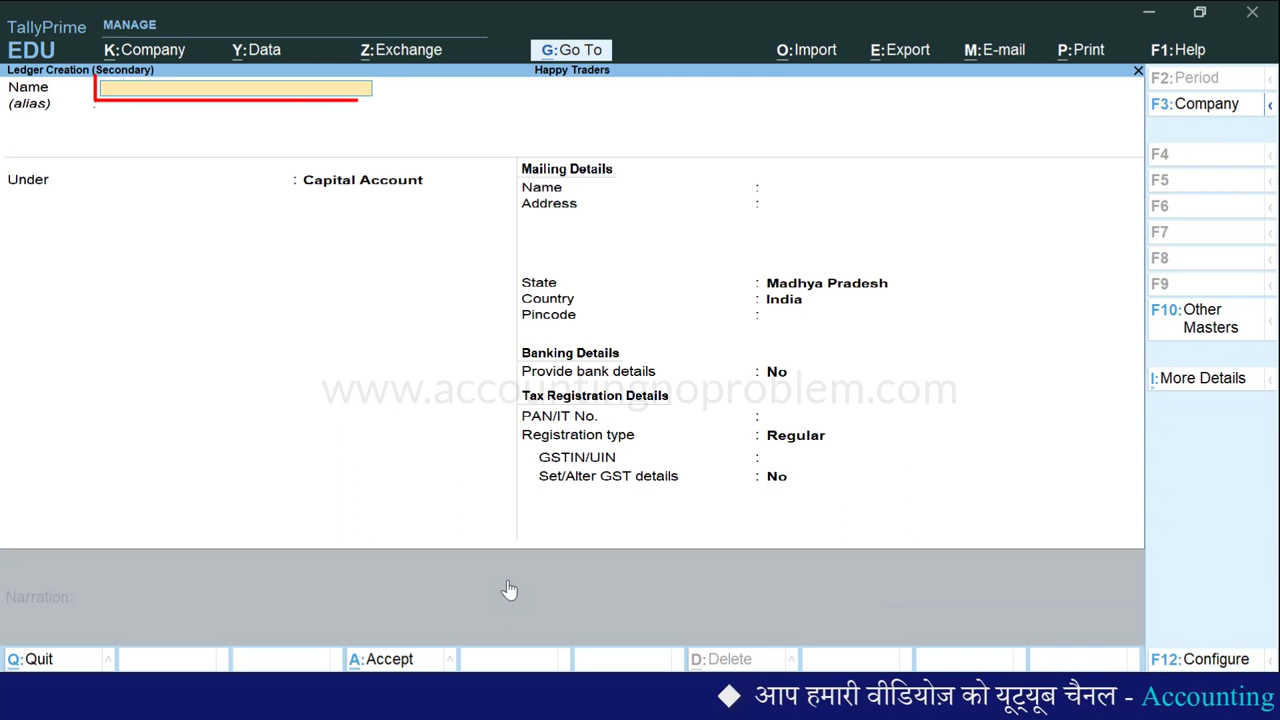 TallyPrime MANAGE
EDU K:Company Y:Data Z:Exchange G:Go To O:Import E:Export M:E-mail P:Print F1:Help
Ledger Creation (Secondary) Happy Traders
Name
(alias) :
Under : Capital Account
Mailing Details
Name :
Address :
State : Madhya Pradesh
Country : India
Pincode :
Banking Details
Provide bank details : No
www.accountingnoproblem.com
Tax Registration Details
PAN/IT No. :
Registration type : Regular
GSTIN/UIN :
Set/Alter GST details : No
Narration:
F2:Period
F3:Company
F4
F5
F6
F7
F8
F9
F10:Other
Masters
I:More Details
Q:Quit A:Accept D:Delete F12:Configure
◆ आप हमारी वीडियोज़ को यूट्यूब चैनल - Accounting